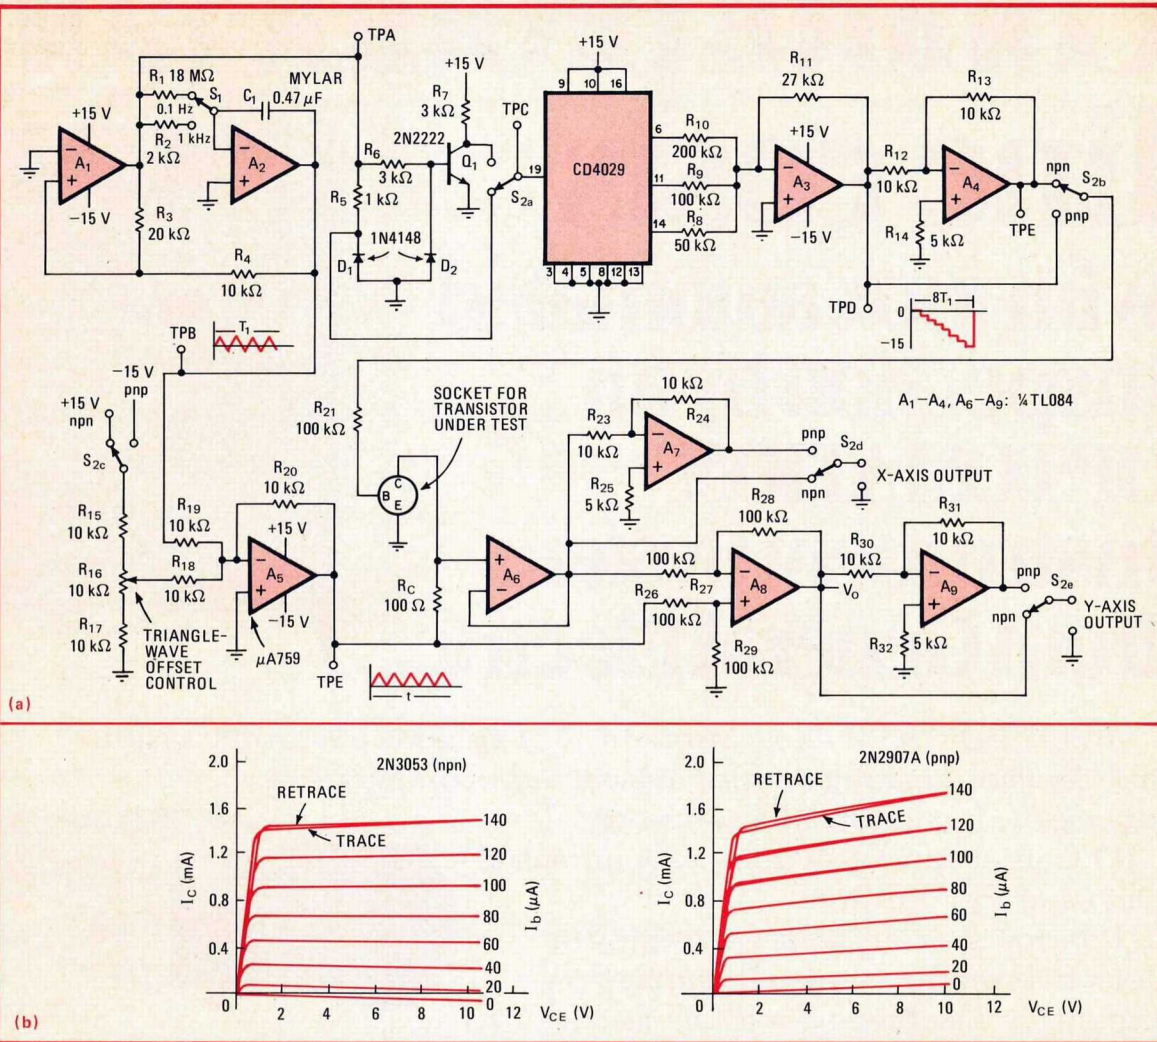 TPA
+15 V
MYLAR
R1 18 MΩ
S1
C1 0.47 µF
0.1 Hz
R2
1 kHz
2 kΩ
+15 V
A1
−15 V
A2
R3
20 kΩ
R4
10 kΩ
+15 V
R7
3 kΩ
2N2222
Q1
R6
3 kΩ
R5
1 kΩ
1N4148
D1
D2
TPC
S2a
19
9
10
16
CD4029
6
11
14
3
4
5
8
12
13
R10
200 kΩ
R9
100 kΩ
R8
50 kΩ
R11
27 kΩ
+15 V
A3
−15 V
R12
10 kΩ
R13
10 kΩ
A4
R14
5 kΩ
TPE
npn
S2b
pnp
TPD
8T1
0
−15
TPB
T1
−15 V
pnp
+15 V
npn
S2c
R15
10 kΩ
R16
10 kΩ
R17
10 kΩ
R19
10 kΩ
R18
10 kΩ
TRIANGLE-
WAVE
OFFSET
CONTROL
R20
10 kΩ
+15 V
A5
−15 V
µA759
TPE
t
R21
100 kΩ
SOCKET FOR
TRANSISTOR
UNDER TEST
C
B
E
RC
100 Ω
A6
R23
10 kΩ
10 kΩ
R24
A7
R25
5 kΩ
A1−A4, A6−A9: ¼ TL084
pnp
S2d
npn
X-AXIS OUTPUT
R28
100 kΩ
100 kΩ
R27
R26
100 kΩ
A8
R29
100 kΩ
Vo
R30
10 kΩ
R31
10 kΩ
A9
R32
5 kΩ
pnp
S2e
npn
Y-AXIS
OUTPUT
(a)
2N3053 (npn)
2.0
1.6
1.2
0.8
0.4
0
IC (mA)
RETRACE
TRACE
140
120
100
80
60
40
20
0
Ib (µA)
2
4
6
8
10
12
VCE (V)
2N2907A (pnp)
2.0
1.6
1.2
0.8
0.4
0
IC (mA)
RETRACE
TRACE
140
120
100
80
60
40
20
0
Ib (µA)
2
4
6
8
10
12
VCE (V)
(b)